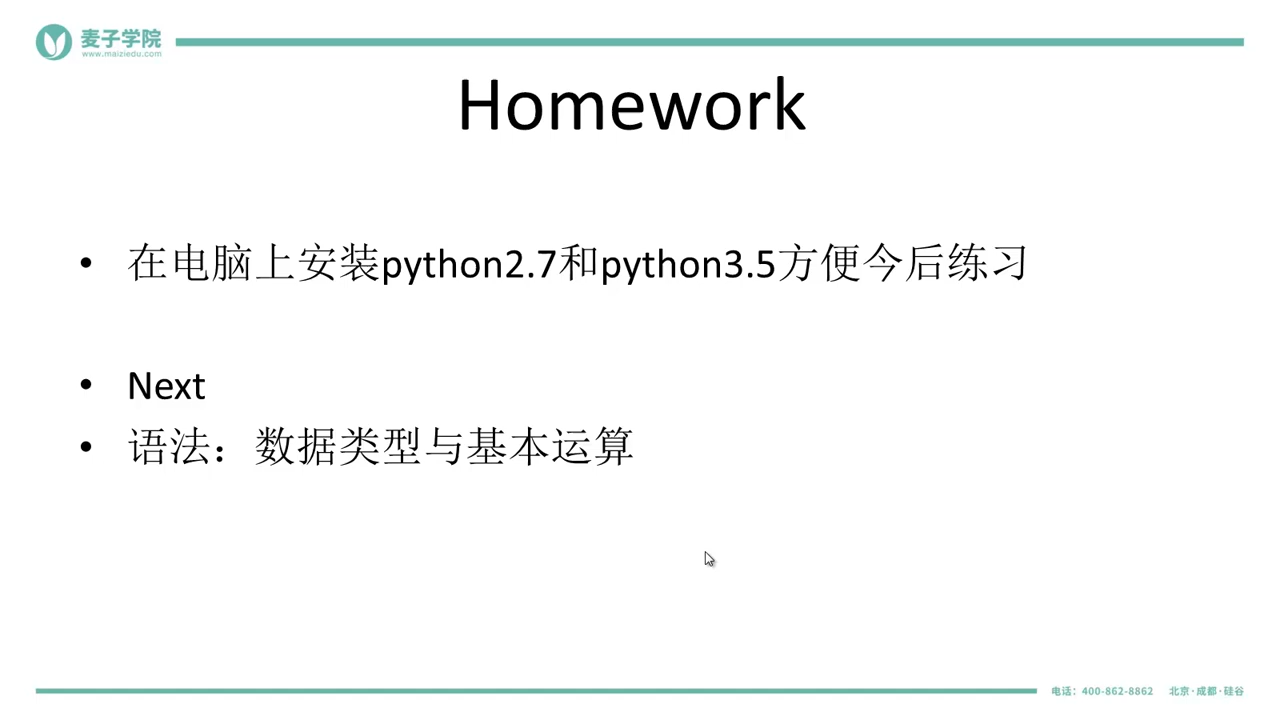 麦子学院
www.maiziedu.com
Homework
• 在电脑上安装python2.7和python3.5方便今后练习
• Next
• 语法：数据类型与基本运算
电话：400-862-8862 北京·成都·硅谷